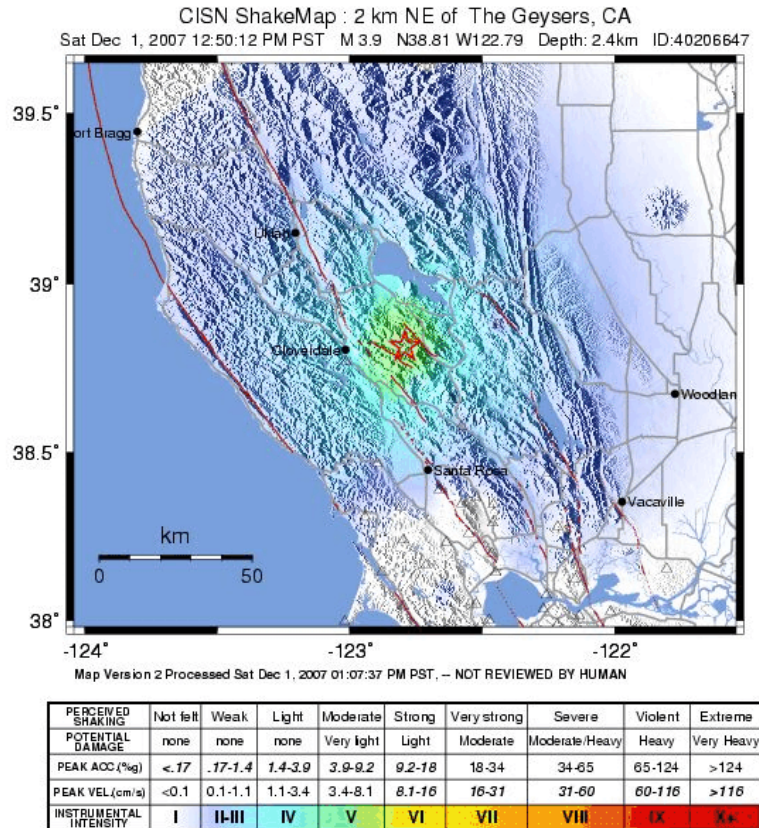 CISN ShakeMap : 2 km NE of The Geysers, CA
Sat Dec 1, 2007 12:50:12 PM PST M 3.9 N38.81 W122.79 Depth: 2.4km ID:40206647
39.5°
ort Bragg
Ukiah
39°
Cloverdale
Woodlan
38.5°
Santa Rosa
Vacaville
km
0 50
38°
-124° -123° -122°
Map Version 2 Processed Sat Dec 1, 2007 01:07:37 PM PST, -- NOT REVIEWED BY HUMAN
PERCEIVED SHAKING Not felt Weak Light Moderate Strong Very strong Severe Violent Extreme
POTENTIAL DAMAGE none none none Very light Light Moderate Moderate/Heavy Heavy Very Heavy
PEAK ACC.(%g) <.17 .17-1.4 1.4-3.9 3.9-9.2 9.2-18 18-34 34-65 65-124 >124
PEAK VEL.(cm/s) <0.1 0.1-1.1 1.1-3.4 3.4-8.1 8.1-16 16-31 31-60 60-116 >116
INSTRUMENTAL INTENSITY I II-III IV V VI VII VIII IX X+